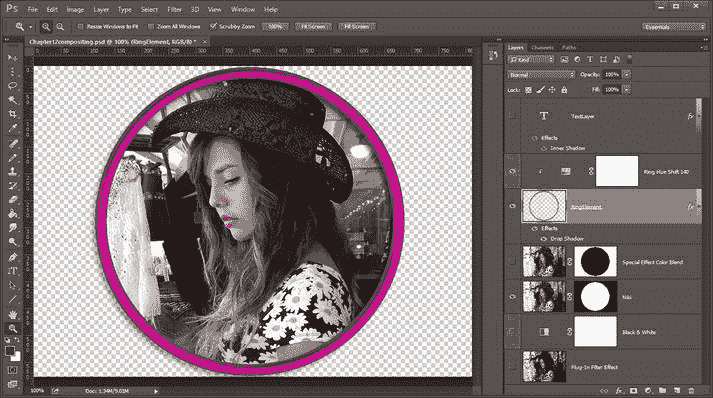 Ps File Edit Image Layer Type Select Filter 3D View Window Help
Resize Windows to Fit Zoom All Windows Scrubby Zoom 100% Fit Screen Fill Screen Essentials
Chapter12compositing.psd @ 100% (RingElement, RGB/8) * ×
Layers Channels Paths
Kind
Normal Opacity: 100%
Lock: Fill: 100%
T TextLayer fx
Effects
Inner Shadow
Ring Hue Shift 140
RingElement fx
Effects
Drop Shadow
Special Effect Color Blend
Niki
Black & White
Plug-In Filter Effect
100% Doc: 1.34M/9.01M